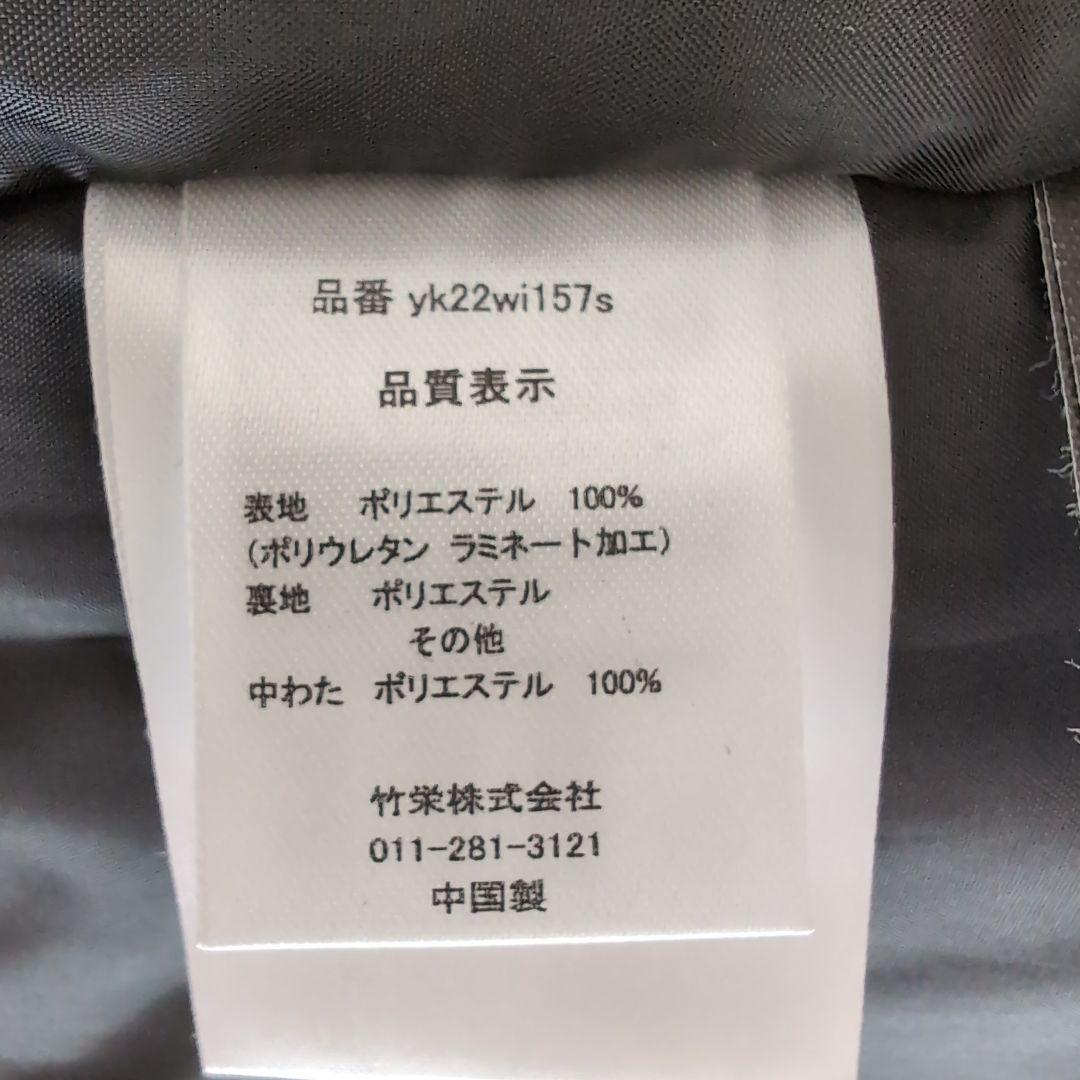 品番 yk22wi157s
品質表示
表地 ポリエステル 100%
(ポリウレタン ラミネート加工)
裏地 ポリエステル
その他
中わた ポリエステル 100%
竹栄株式会社
011-281-3121
中国製